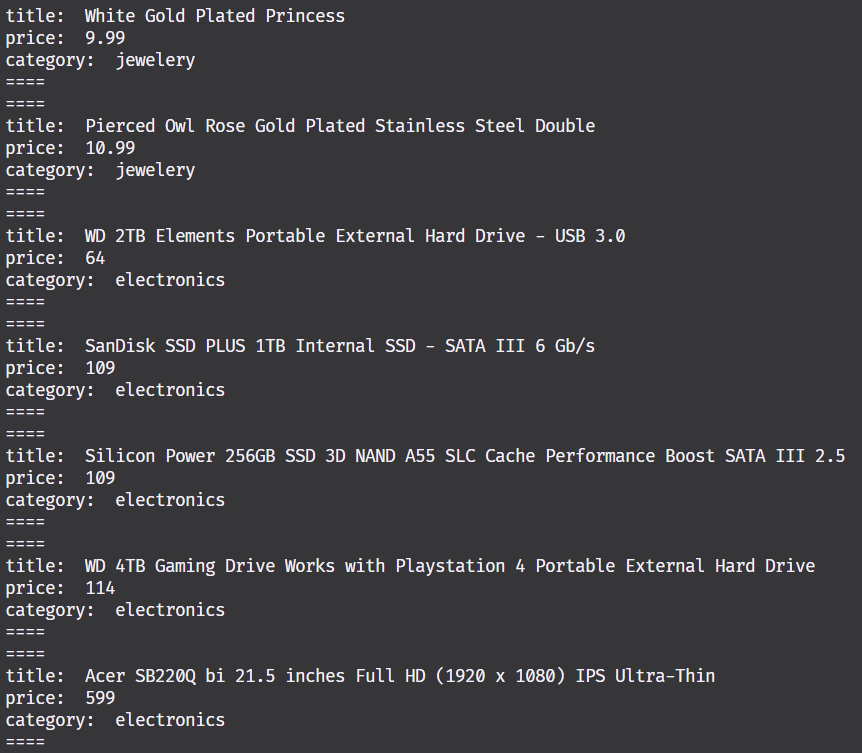 title:  White Gold Plated Princess
price:  9.99
category:  jewelery
====
====
title:  Pierced Owl Rose Gold Plated Stainless Steel Double
price:  10.99
category:  jewelery
====
====
title:  WD 2TB Elements Portable External Hard Drive - USB 3.0
price:  64
category:  electronics
====
====
title:  SanDisk SSD PLUS 1TB Internal SSD - SATA III 6 Gb/s
price:  109
category:  electronics
====
====
title:  Silicon Power 256GB SSD 3D NAND A55 SLC Cache Performance Boost SATA III 2.5
price:  109
category:  electronics
====
====
title:  WD 4TB Gaming Drive Works with Playstation 4 Portable External Hard Drive
price:  114
category:  electronics
====
====
title:  Acer SB220Q bi 21.5 inches Full HD (1920 x 1080) IPS Ultra-Thin
price:  599
category:  electronics
====